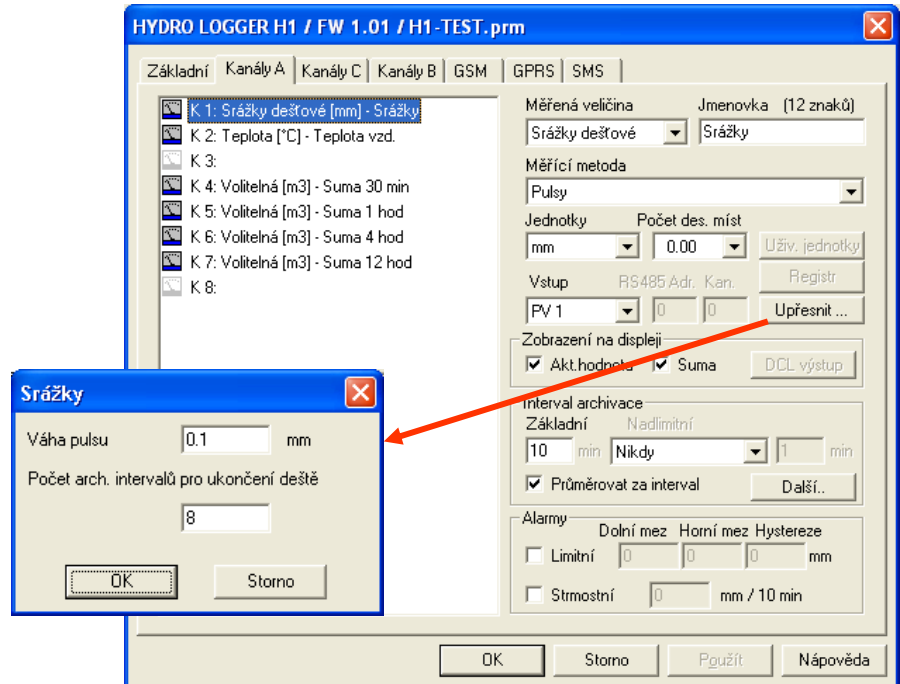 HYDRO LOGGER H1 / FW 1.01 / H1-TEST.prm
Základní Kanály A Kanály C Kanály B GSM GPRS SMS
K 1: Srážky dešťové [mm] - Srážky
K 2: Teplota [°C] - Teplota vzd.
K 3:
K 4: Volitelná [m3] - Suma 30 min
K 5: Volitelná [m3] - Suma 1 hod
K 6: Volitelná [m3] - Suma 4 hod
K 7: Volitelná [m3] - Suma 12 hod
K 8:
Měřená veličina Jmenovka (12 znaků)
Srážky dešťové Srážky
Měřící metoda
Pulsy
Jednotky Počet des. míst
mm 0.00 Uživ. jednotky
Registr
Vstup RS485 Adr. Kan.
PV 1 0 0 Upřesnit ...
Zobrazení na displeji
Akt.hodnota Suma DCL výstup
Interval archivace
Základní Nadlimitní
10 min Nikdy 1 min
Průměrovat za interval Další..
Alarmy
Dolní mez Horní mez Hystereze
Limitní 0 0 0 mm
Strmostní 0 mm / 10 min
OK Storno Použít Nápověda
Srážky
Váha pulsu 0.1 mm
Počet arch. intervalů pro ukončení deště
8
OK Storno